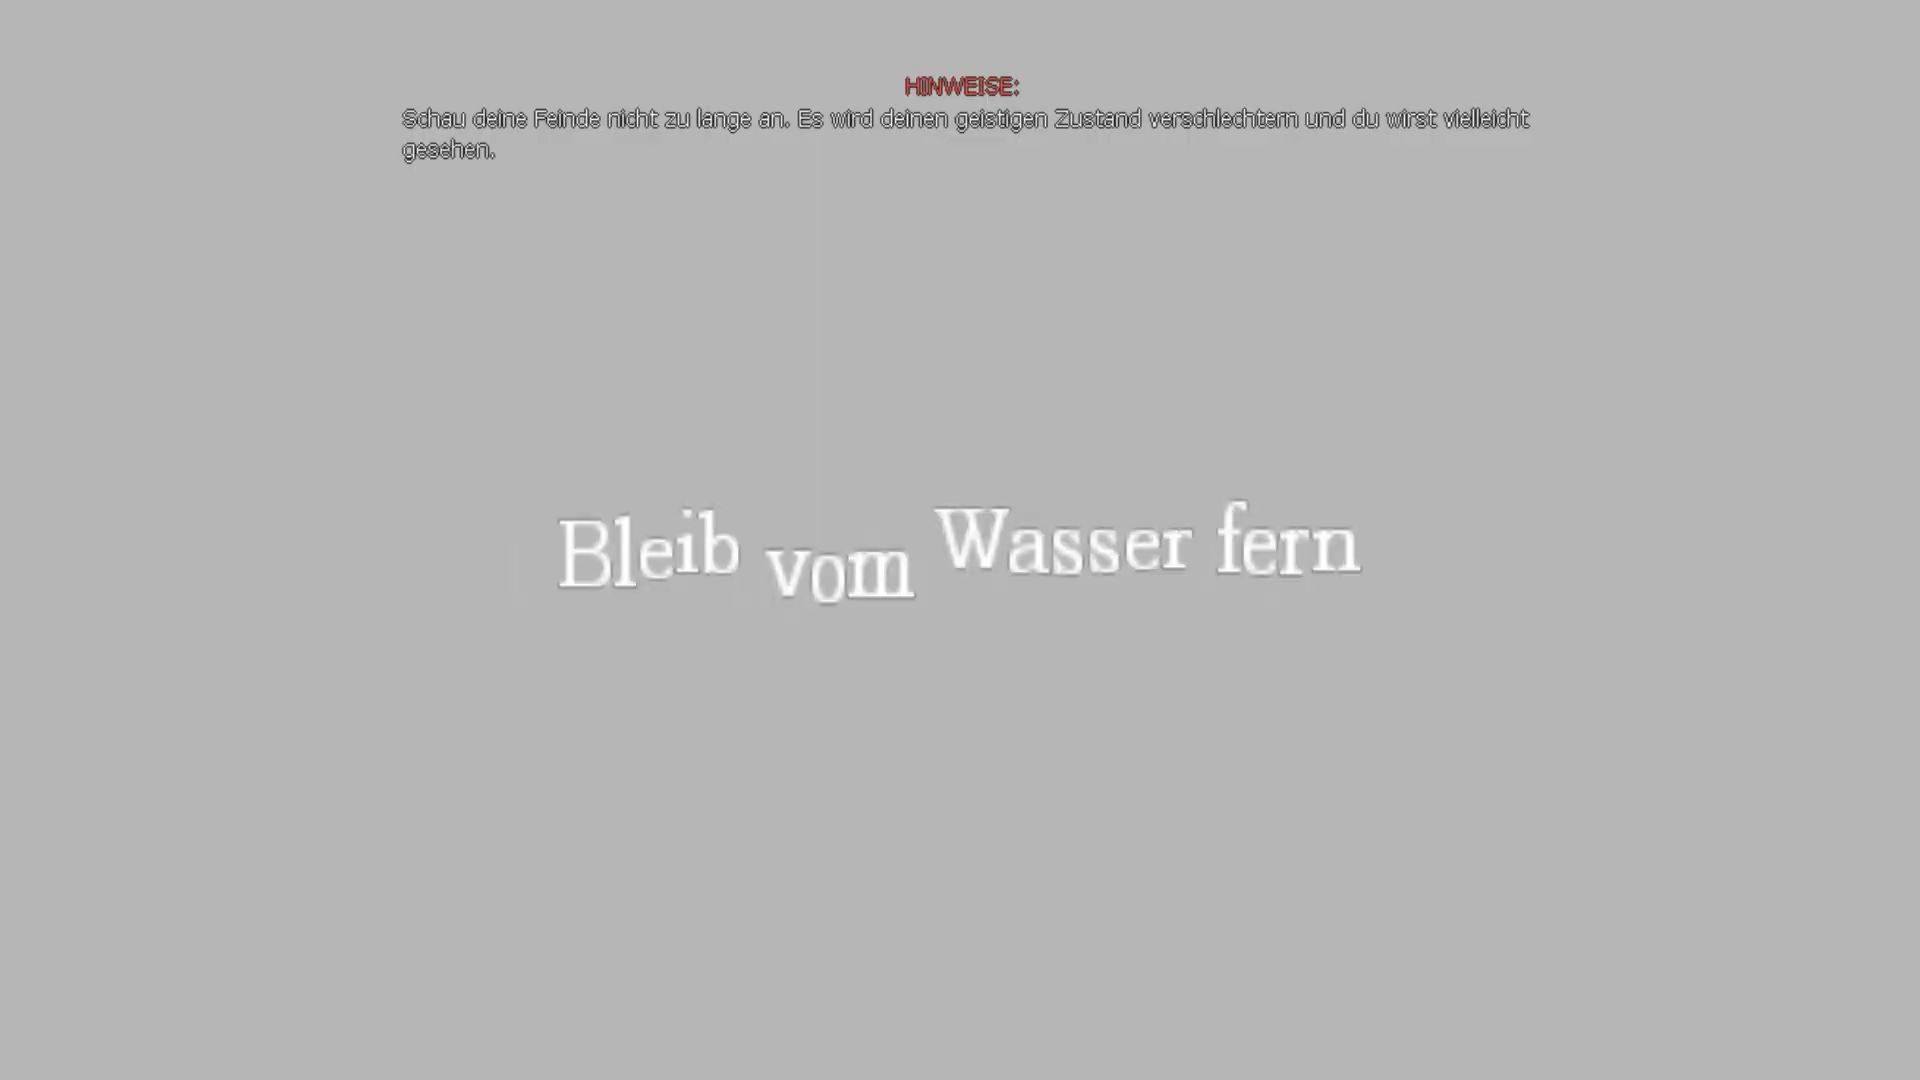 HINWEISE:
Schau deine Feinde nicht zu lange an. Es wird deinen geistigen Zustand verschlechtern und du wirst vielleicht
gesehen.
Bleib vom Wasser fern